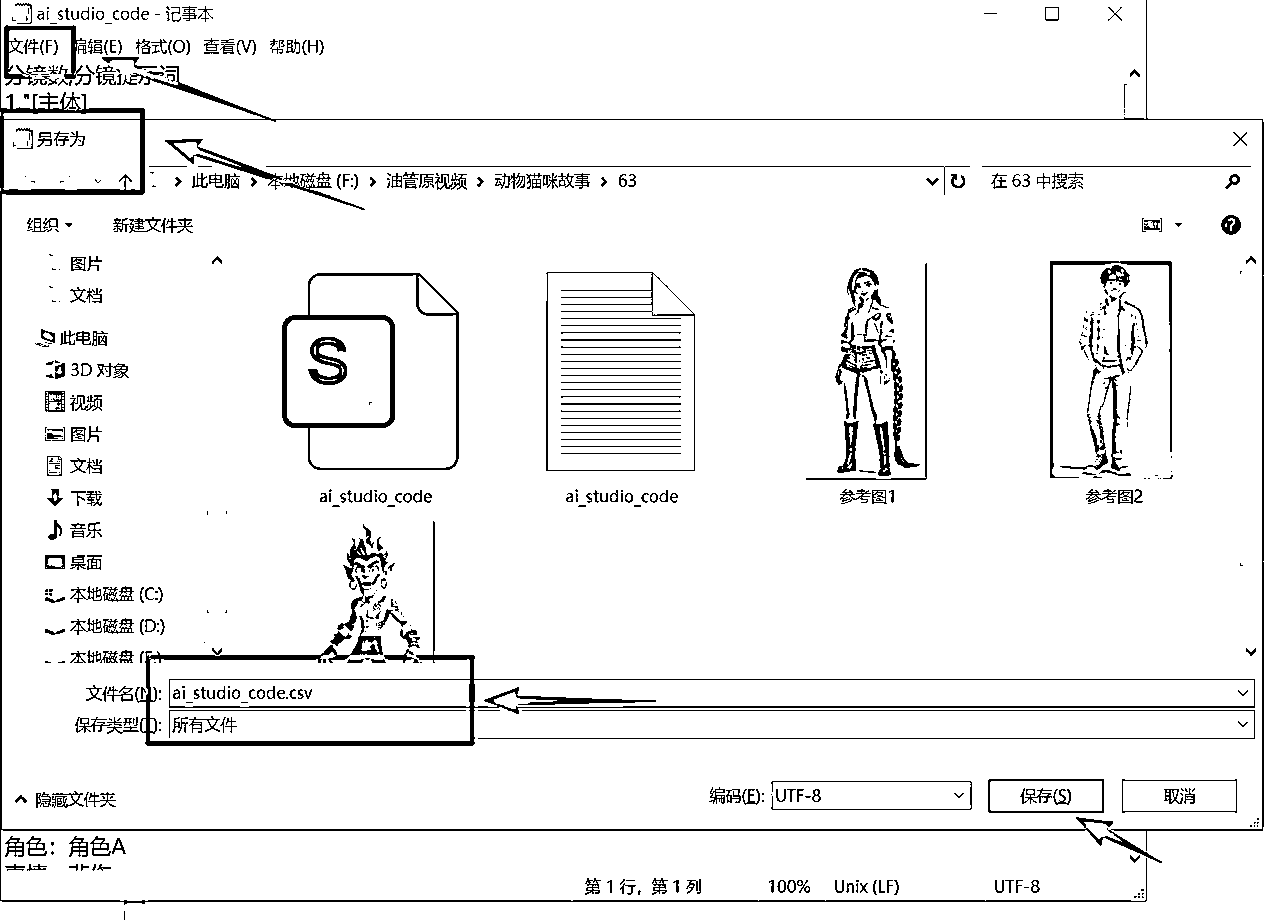 ai_studio_code - 记事本
文件(F) 编辑(E) 格式(O) 查看(V) 帮助(H)
分镜数,分镜提示词
1,"[主体]
另存为
此电脑 > 本地磁盘 (F:) > 油管原视频 > 动物猫咪故事 > 63
在 63 中搜索
组织 新建文件夹
图片
文档
此电脑
3D 对象
视频
图片
文档
下载
音乐
桌面
本地磁盘 (C:)
本地磁盘 (D:)
本地磁盘
S
ai_studio_code
ai_studio_code
参考图1
参考图2
文件名(N): ai_studio_code.csv
保存类型(T): 所有文件
隐藏文件夹
编码(E): UTF-8
保存(S)
取消
角色：角色A
第 1 行，第 1 列 100% Unix (LF) UTF-8